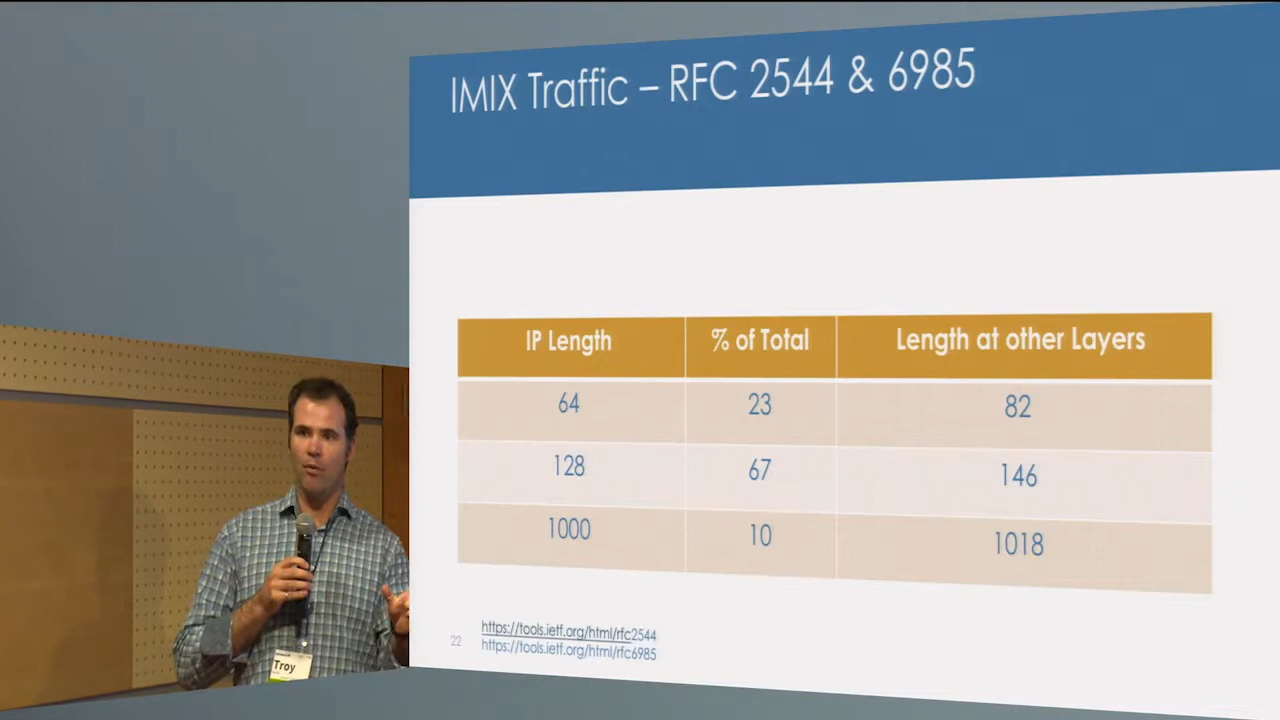 IMIX Traffic – RFC 2544 & 6985
IP Length % of Total Length at other Layers
64 23 82
128 67 146
1000 10 1018
https://tools.ietf.org/html/rfc2544
https://tools.ietf.org/html/rfc6985
22
Troy